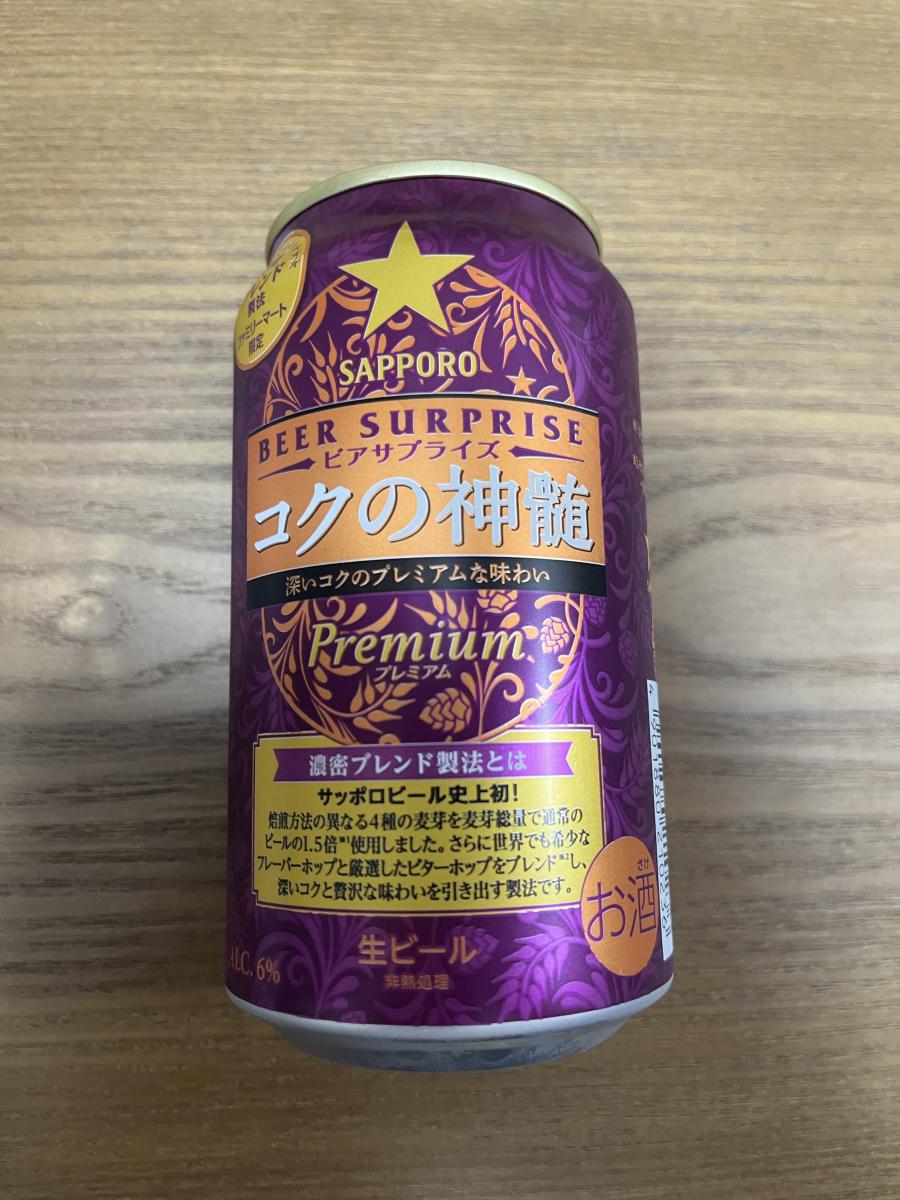 レンド
製法
ファミリーマート
限定
SAPPORO
BEER SURPRISE
ビアサプライズ
コクの神髄
深いコクのプレミアムな味わい
Premium
プレミアム
濃密ブレンド製法とは
サッポロビール史上初!
焙煎方法の異なる4種の麦芽を麦芽総量で通常の
ビールの1.5倍※1使用しました。さらに世界でも希少な
フレーバーホップと厳選したビターホップをブレンド※2し、
深いコクと贅沢な味わいを引き出す製法です。
さけ
お酒
生ビール
非熱処理
ALC. 6%